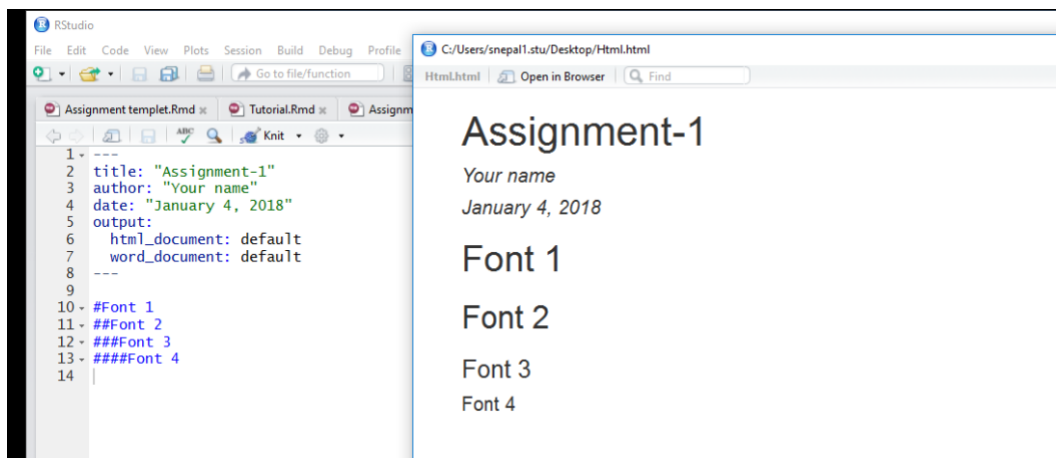 RStudio
File Edit Code View Plots Session Build Debug Profile
Go to file/function
Assignment templet.Rmd × Tutorial.Rmd × Assignm
ABC Knit
1 ---
2 title: "Assignment-1"
3 author: "Your name"
4 date: "January 4, 2018"
5 output:
6 html_document: default
7 word_document: default
8 ---
9
10 #Font 1
11 ##Font 2
12 ###Font 3
13 ####Font 4
14
C:/Users/snepal1.stu/Desktop/Html.html
Html.html Open in Browser Find
Assignment-1
Your name
January 4, 2018
Font 1
Font 2
Font 3
Font 4